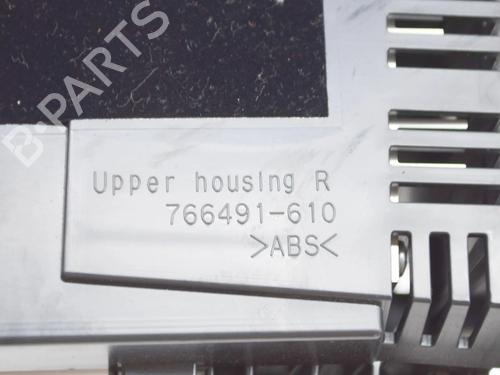 B-PARTS
Upper housing R
766491-610
>ABS<